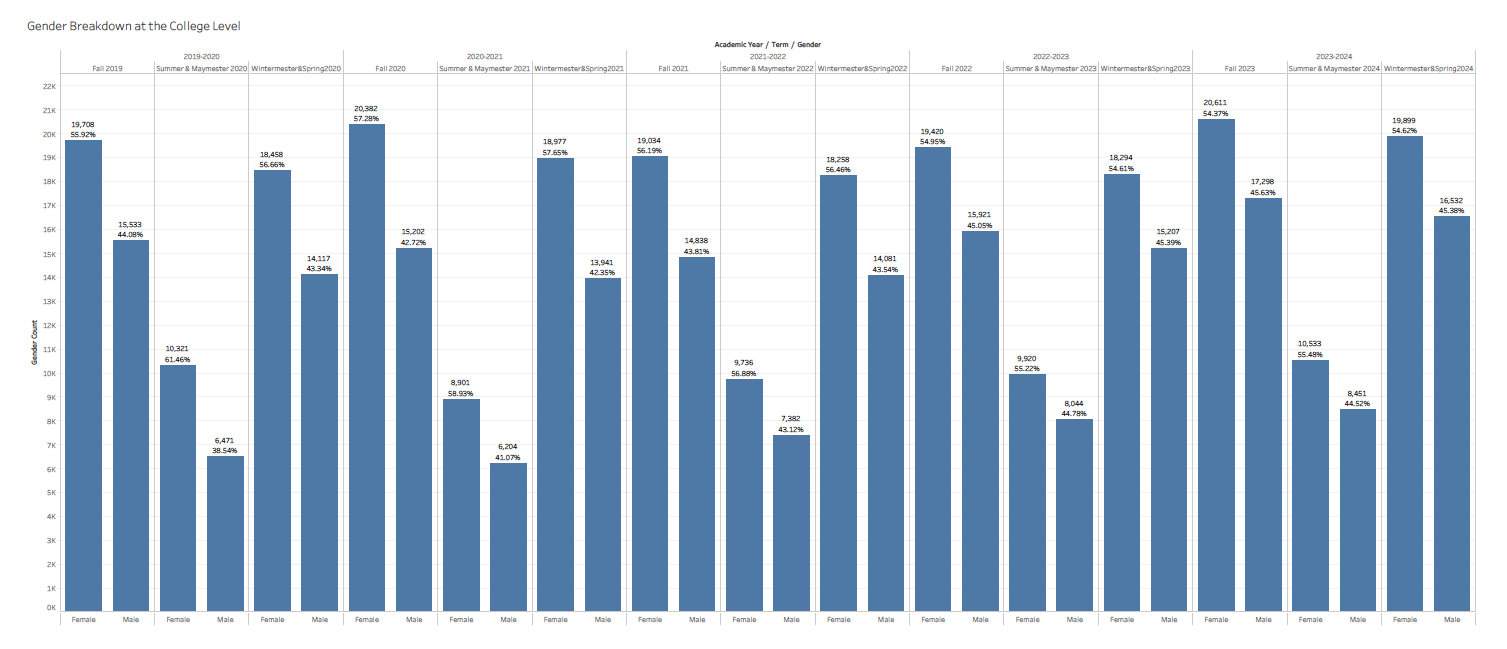 Gender Breakdown at the College Level
Academic Year / Term / Gender
2019-2020 2020-2021 2021-2022 2022-2023 2023-2024
Fall 2019 Summer & Maymester 2020 Wintermester&Spring2020 Fall 2020 Summer & Maymester 2021 Wintermester&Spring2021 Fall 2021 Summer & Maymester 2022 Wintermester&Spring2022 Fall 2022 Summer & Maymester 2023 Wintermester&Spring2023 Fall 2023 Summer & Maymester 2024 Wintermester&Spring2024
Gender Count
22K
21K
20K
19K
18K
17K
16K
15K
14K
13K
12K
11K
10K
9K
8K
7K
6K
5K
4K
3K
2K
1K
0K
19,708
55.92%
15,533
44.08%
10,321
61.46%
6,471
38.54%
18,458
56.66%
14,117
43.34%
20,382
57.28%
15,202
42.72%
8,901
58.93%
6,204
41.07%
18,977
57.65%
13,941
42.35%
19,034
56.19%
14,838
43.81%
9,736
56.88%
7,382
43.12%
18,258
56.46%
14,081
43.54%
19,420
54.95%
15,921
45.05%
9,920
55.22%
8,044
44.78%
18,294
54.61%
15,207
45.39%
20,611
54.37%
17,298
45.63%
10,533
55.48%
8,451
44.52%
19,899
54.62%
16,532
45.38%
Female Male Female Male Female Male Female Male Female Male Female Male Female Male Female Male Female Male Female Male Female Male Female Male Female Male Female Male Female Male